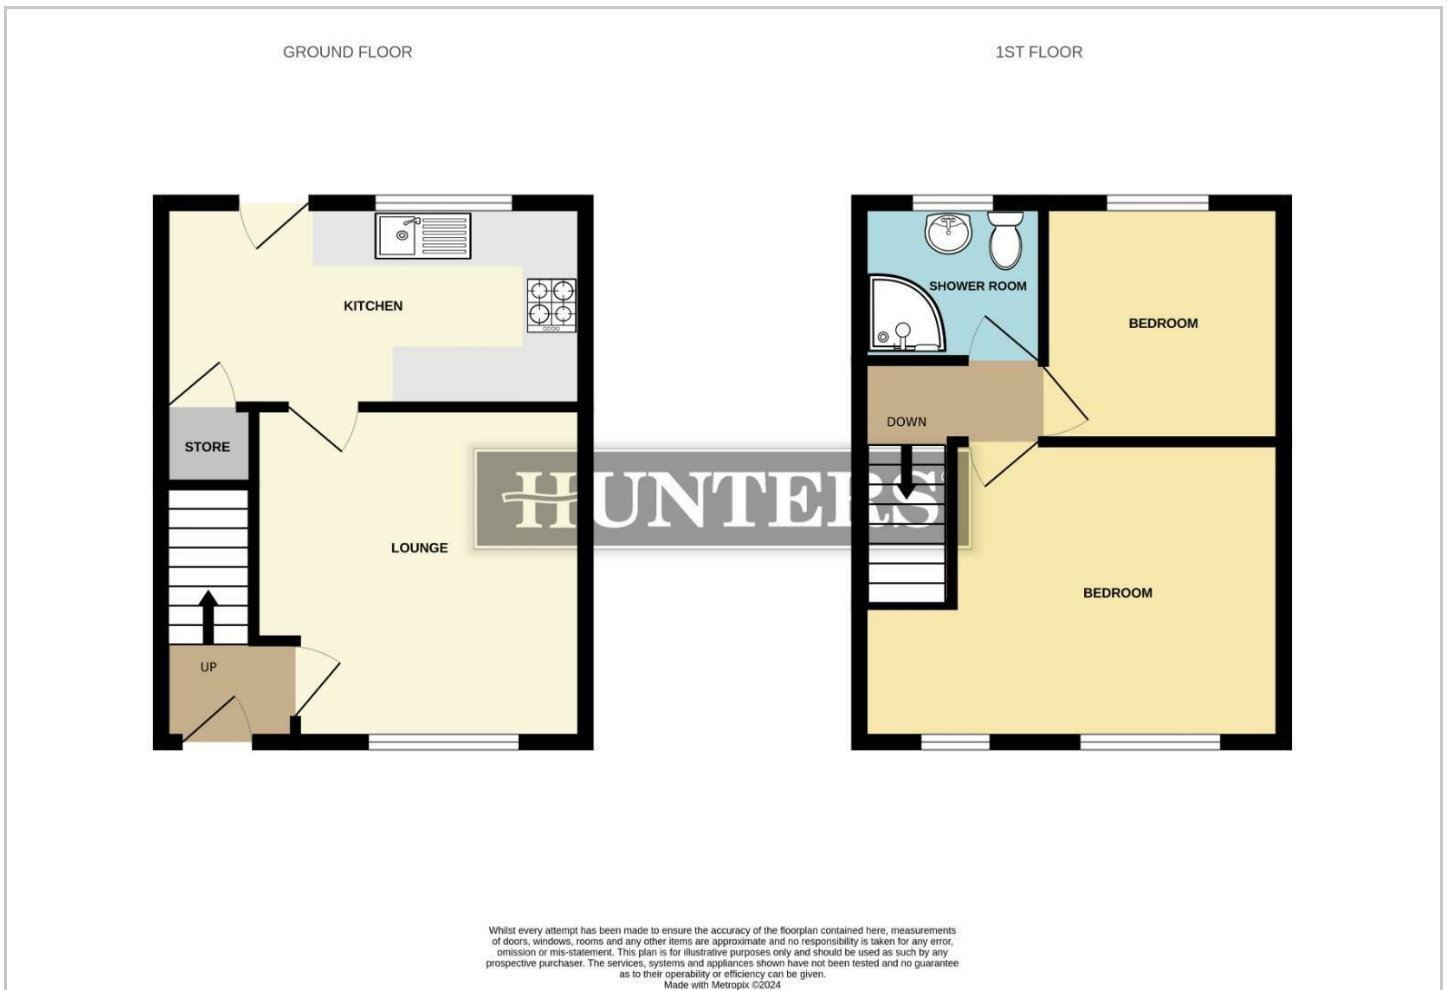 GROUND FLOOR
1ST FLOOR
KITCHEN
STORE
LOUNGE
UP
SHOWER ROOM
BEDROOM
DOWN
BEDROOM
HUNTERS
Whilst every attempt has been made to ensure the accuracy of the floorplan contained here, measurements
of doors, windows, rooms and any other items are approximate and no responsibility is taken for any error,
omission or mis-statement. This plan is for illustrative purposes only and should be used as such by any
prospective purchaser. The services, systems and appliances shown have not been tested and no guarantee
as to their operability or efficiency can be given.
Made with Metropix ©2024